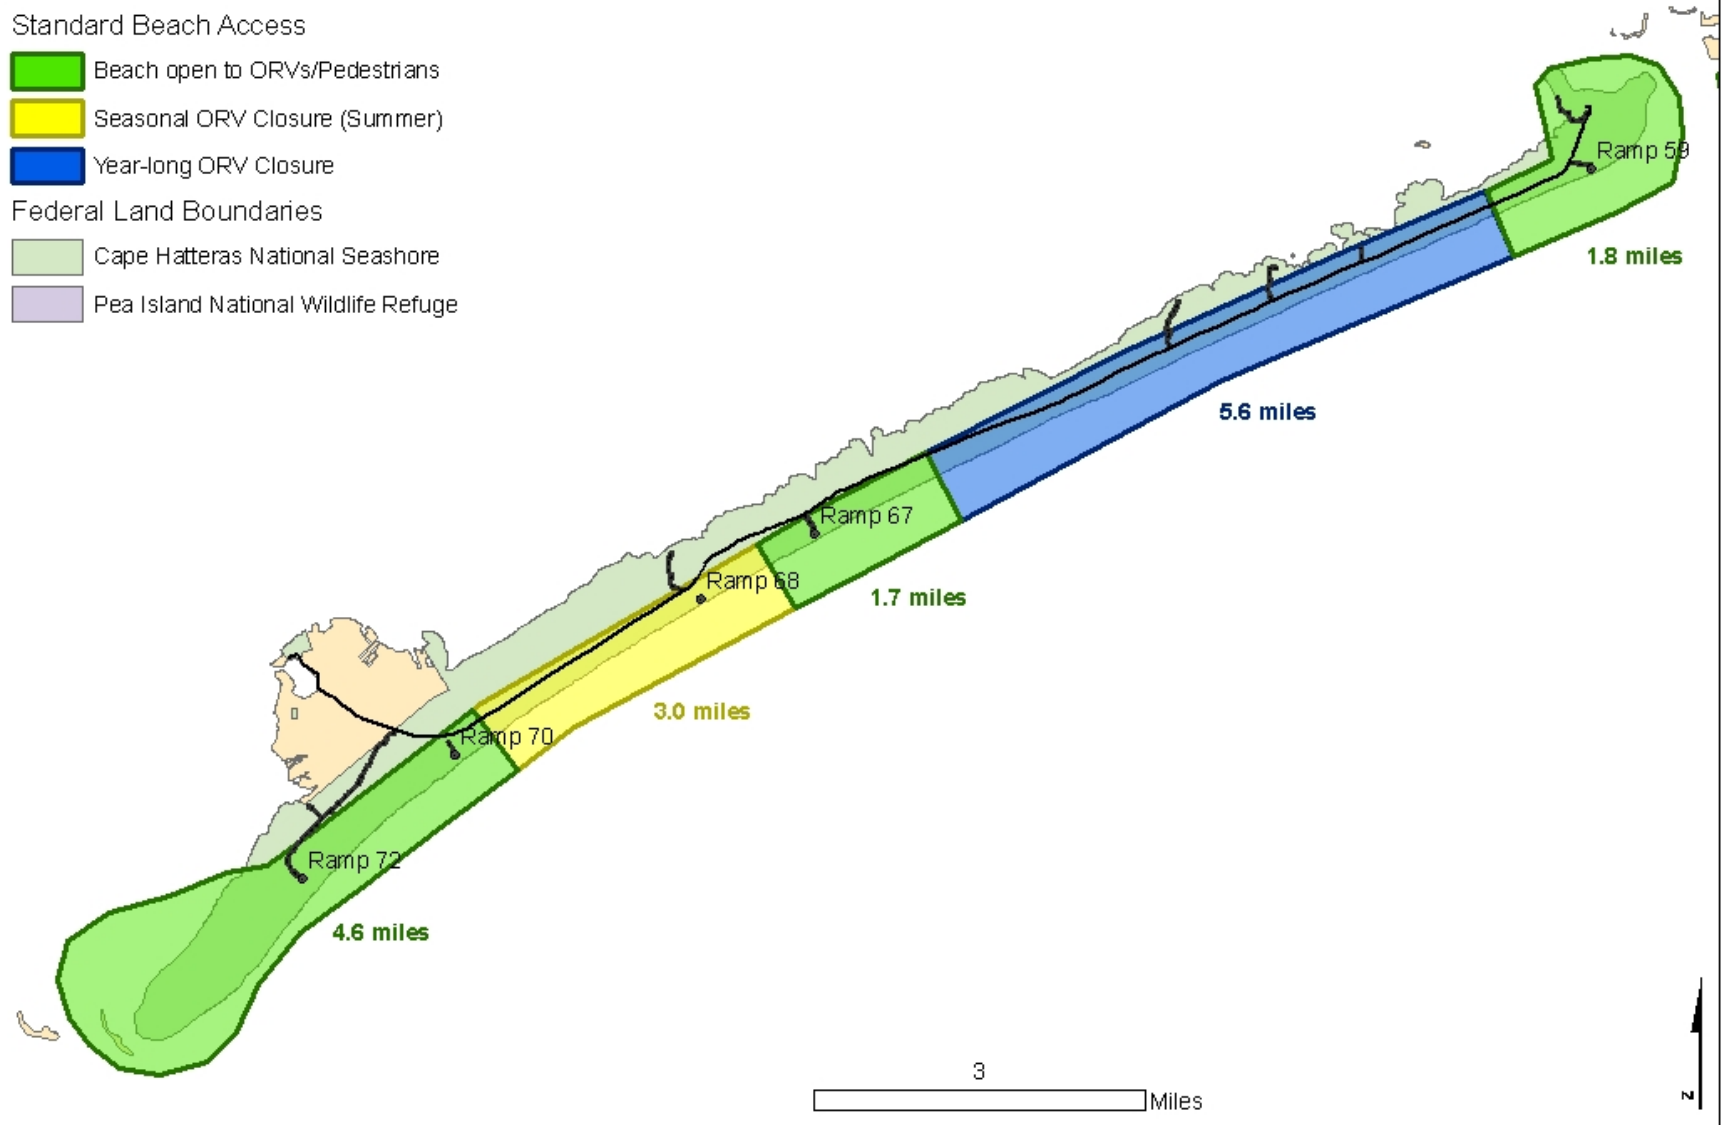 Standard Beach Access
Beach open to ORVs/Pedestrians
Seasonal ORV Closure (Summer)
Year-long ORV Closure
Federal Land Boundaries
Cape Hatteras National Seashore
Pea Island National Wildlife Refuge
Ramp 59
1.8 miles
5.6 miles
Ramp 67
1.7 miles
Ramp 68
3.0 miles
Ramp 70
Ramp 72
4.6 miles
3
Miles
N